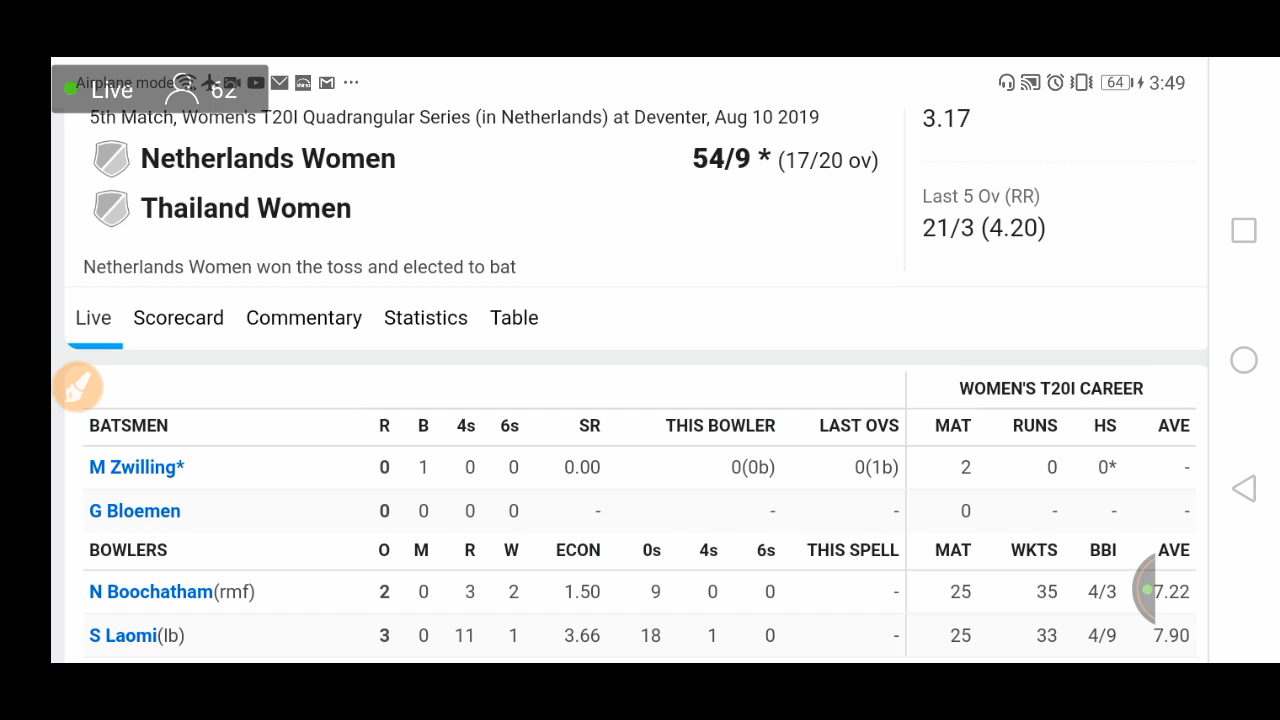 Airplane mode ...
Live 62
64 3:49
5th Match, Women's T20I Quadrangular Series (in Netherlands) at Deventer, Aug 10 2019
3.17
Netherlands Women 54/9 * (17/20 ov)
Thailand Women
Last 5 Ov (RR)
21/3 (4.20)
Netherlands Women won the toss and elected to bat
Live Scorecard Commentary Statistics Table
WOMEN'S T20I CAREER
BATSMEN R B 4s 6s SR THIS BOWLER LAST OVS MAT RUNS HS AVE
M Zwilling* 0 1 0 0 0.00 0(0b) 0(1b) 2 0 0* -
G Bloemen 0 0 0 0 - - - 0 - - -
BOWLERS O M R W ECON 0s 4s 6s THIS SPELL MAT WKTS BBI AVE
N Boochatham(rmf) 2 0 3 2 1.50 9 0 0 - 25 35 4/3 7.22
S Laomi(lb) 3 0 11 1 3.66 18 1 0 - 25 33 4/9 7.90